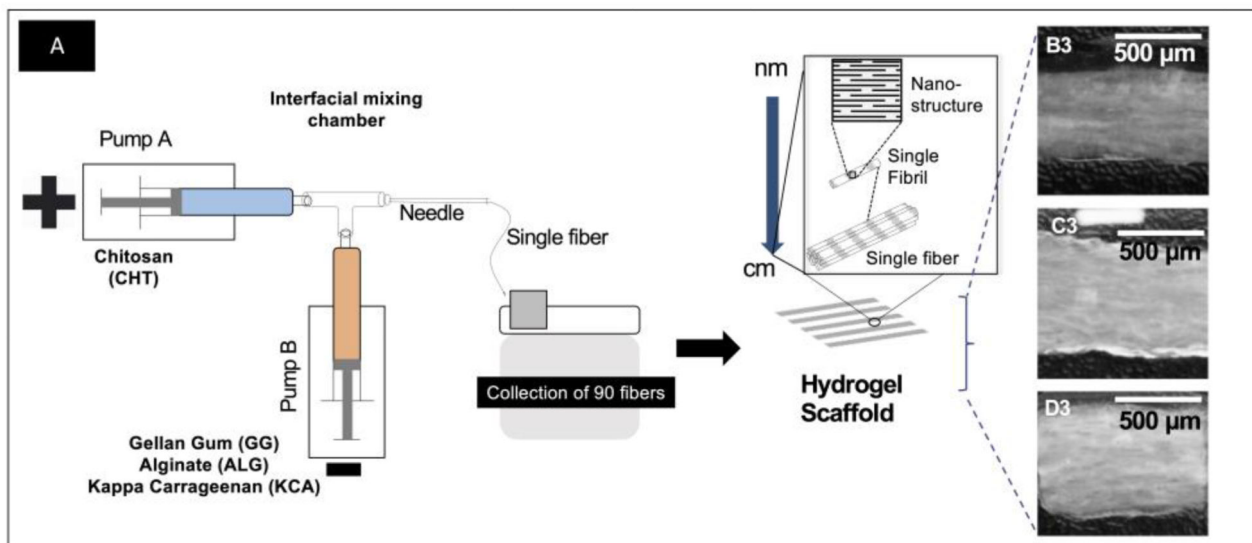 A
Interfacial mixing
chamber
Pump A
Needle
Single fiber
Chitosan
(CHT)
Pump B
Gellan Gum (GG)
Alginate (ALG)
Kappa Carrageenan (KCA)
Collection of 90 fibers
nm
cm
Nano-
structure
Single
Fibril
Single fiber
Hydrogel
Scaffold
B3
500 μm
C3
500 μm
D3
500 μm